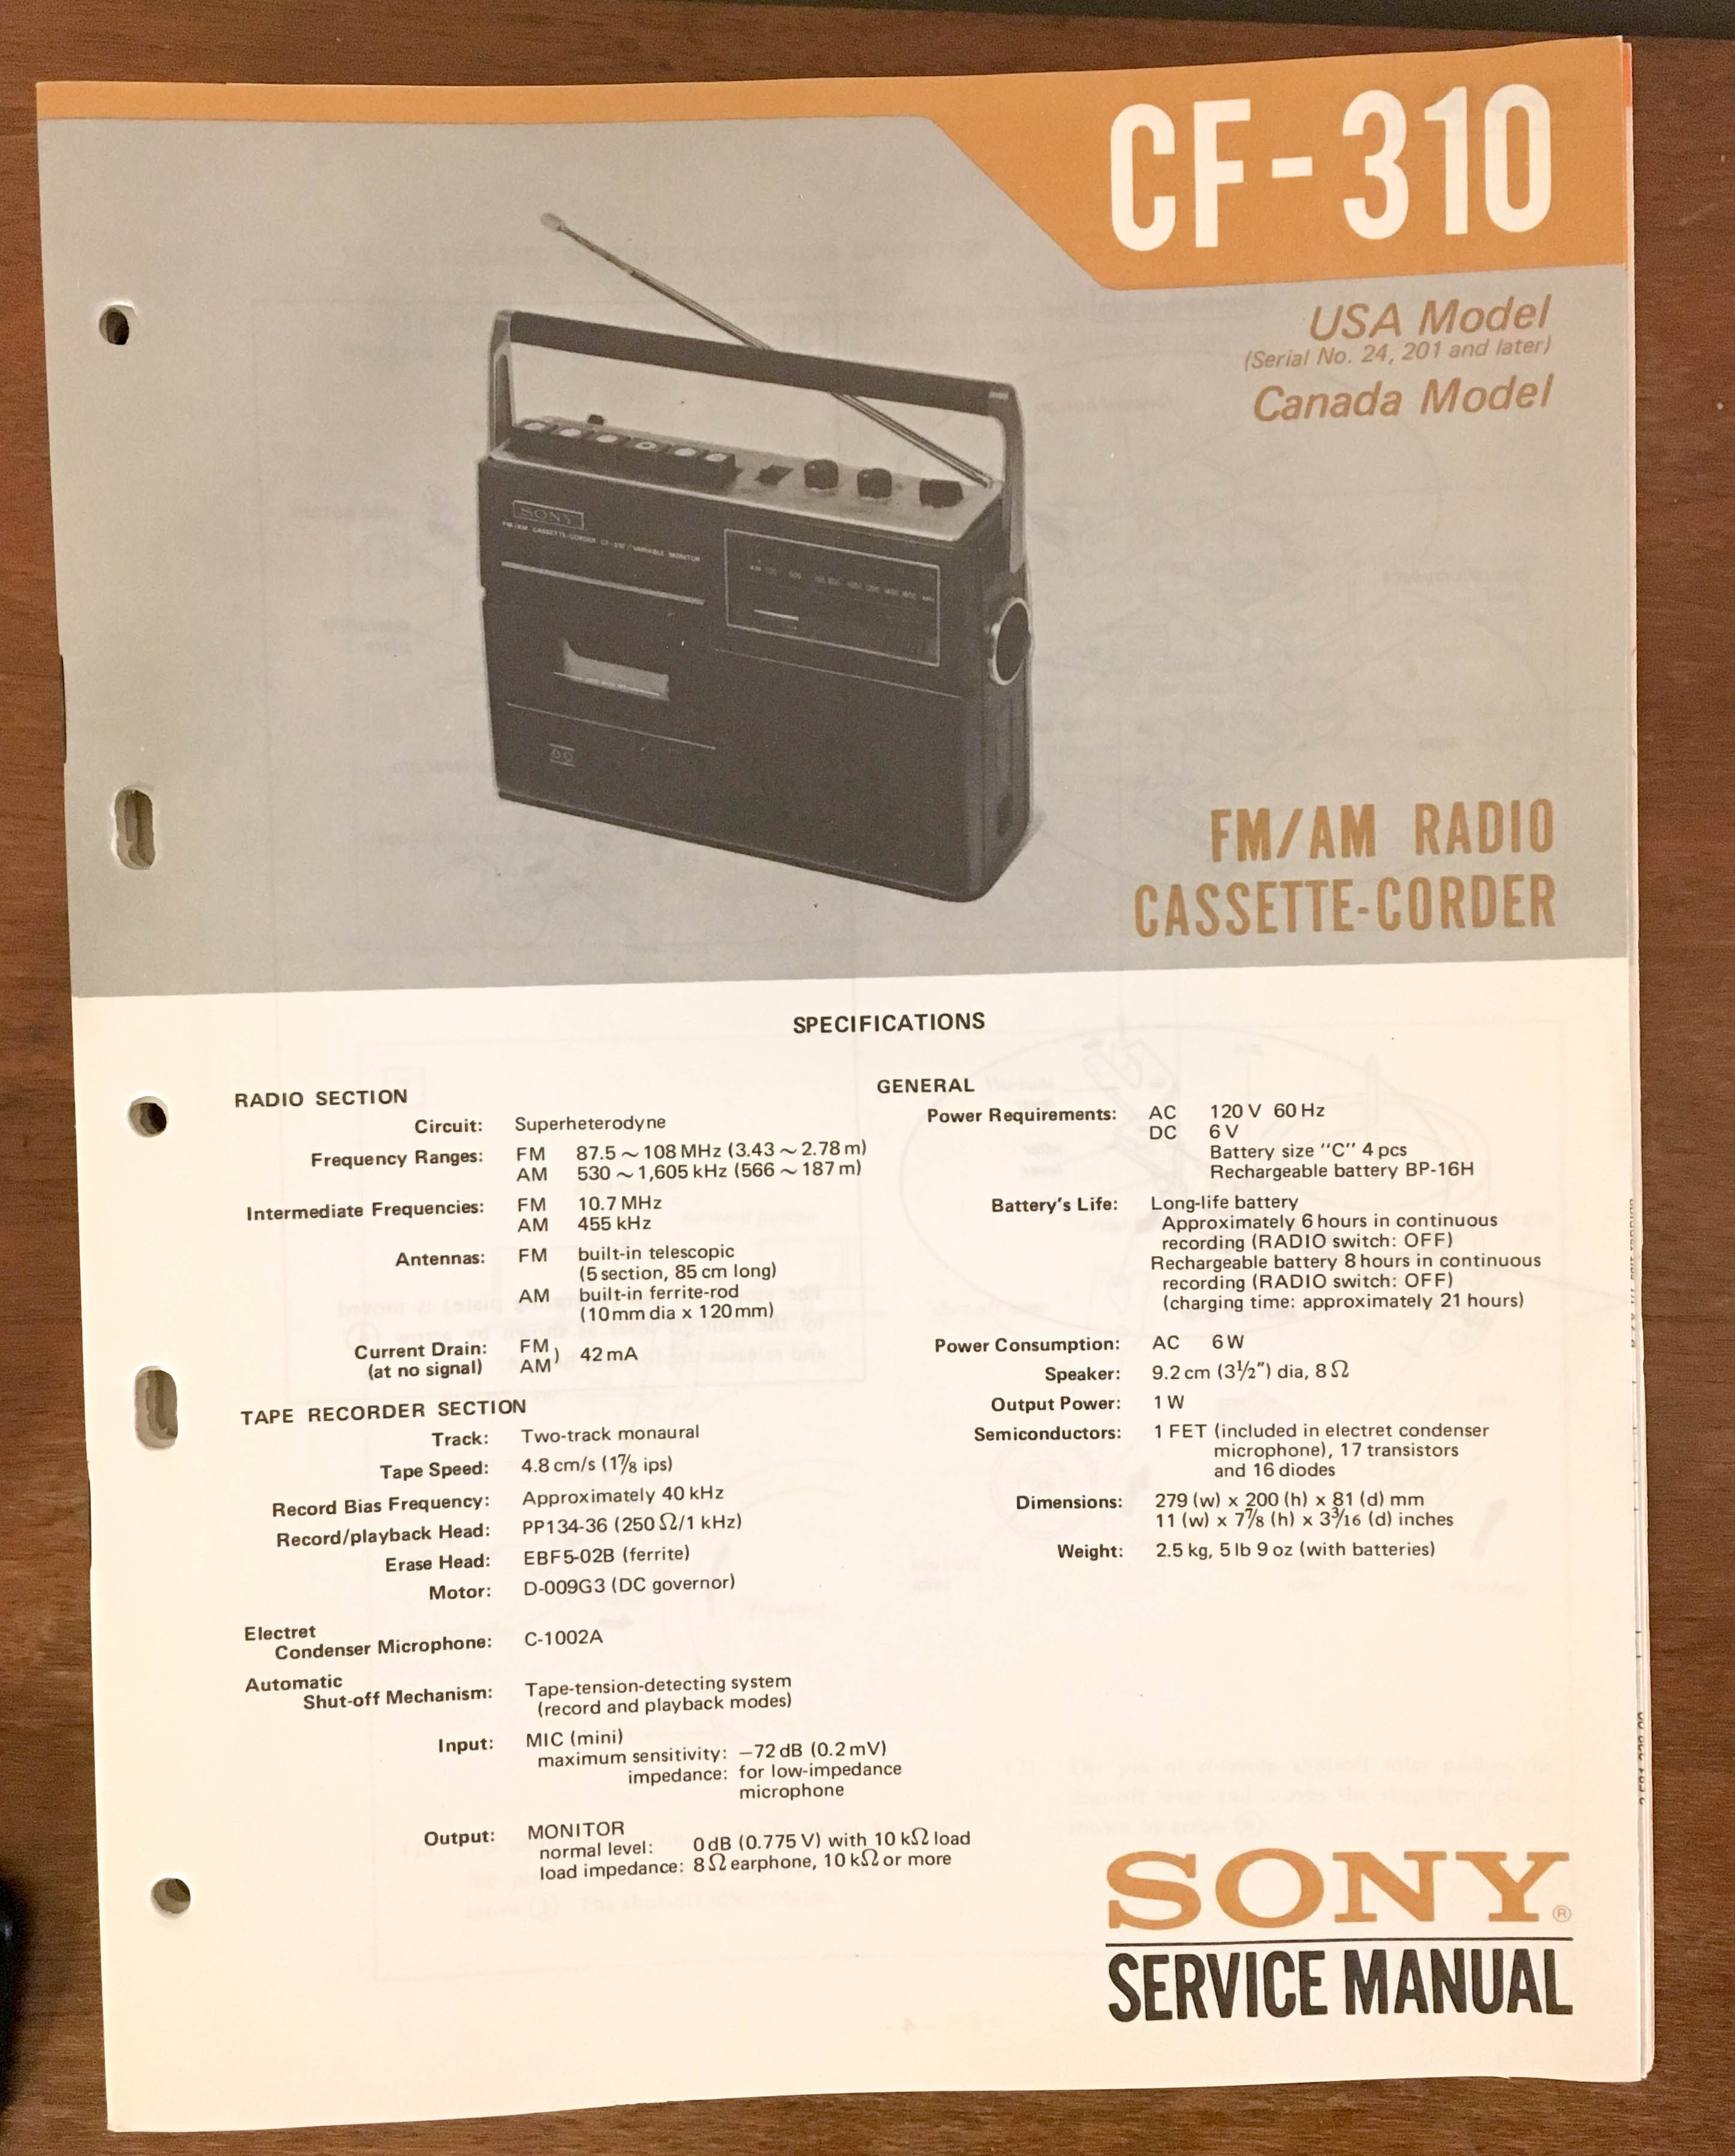 CF-310
USA Model
(Serial No. 24, 201 and later)
Canada Model
SONY
FM/AM CASSETTE-CORDER CF-310 / VARIABLE MONITOR
FM/AM RADIO
CASSETTE-CORDER
SPECIFICATIONS
RADIO SECTION
Circuit: Superheterodyne
Frequency Ranges: FM 87.5 ~ 108 MHz (3.43 ~ 2.78 m)
AM 530 ~ 1,605 kHz (566 ~ 187 m)
Intermediate Frequencies: FM 10.7 MHz
AM 455 kHz
Antennas: FM built-in telescopic
(5 section, 85 cm long)
AM built-in ferrite-rod
(10 mm dia x 120 mm)
Current Drain: FM
(at no signal) AM ) 42 mA
TAPE RECORDER SECTION
Track: Two-track monaural
Tape Speed: 4.8 cm/s (1⅞ ips)
Record Bias Frequency: Approximately 40 kHz
Record/playback Head: PP134-36 (250 Ω/1 kHz)
Erase Head: EBF5-02B (ferrite)
Motor: D-009G3 (DC governor)
Electret
Condenser Microphone: C-1002A
Automatic
Shut-off Mechanism: Tape-tension-detecting system
(record and playback modes)
Input: MIC (mini)
maximum sensitivity: −72 dB (0.2 mV)
impedance: for low-impedance
microphone
Output: MONITOR
normal level: 0 dB (0.775 V) with 10 kΩ load
load impedance: 8 Ω earphone, 10 kΩ or more
GENERAL
Power Requirements: AC 120 V 60 Hz
DC 6 V
Battery size "C" 4 pcs
Rechargeable battery BP-16H
Battery's Life: Long-life battery
Approximately 6 hours in continuous
recording (RADIO switch: OFF)
Rechargeable battery 8 hours in continuous
recording (RADIO switch: OFF)
(charging time: approximately 21 hours)
Power Consumption: AC 6 W
Speaker: 9.2 cm (3½") dia, 8 Ω
Output Power: 1 W
Semiconductors: 1 FET (included in electret condenser
microphone), 17 transistors
and 16 diodes
Dimensions: 279 (w) x 200 (h) x 81 (d) mm
11 (w) x 7⅞ (h) x 3 3/16 (d) inches
Weight: 2.5 kg, 5 lb 9 oz (with batteries)
SONY®
SERVICE MANUAL